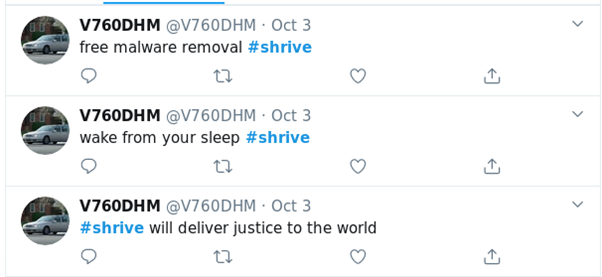 V760DHM @V760DHM · Oct 3
free malware removal #shrive
V760DHM @V760DHM · Oct 3
wake from your sleep #shrive
V760DHM @V760DHM · Oct 3
#shrive will deliver justice to the world